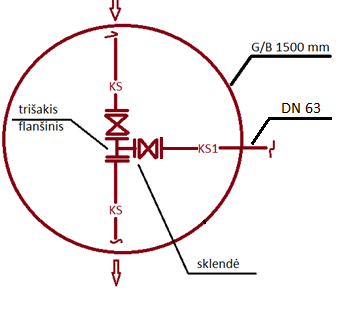 G/B 1500 mm
KS
trišakis
flanšinis
DN 63
KS1
KS
sklendė